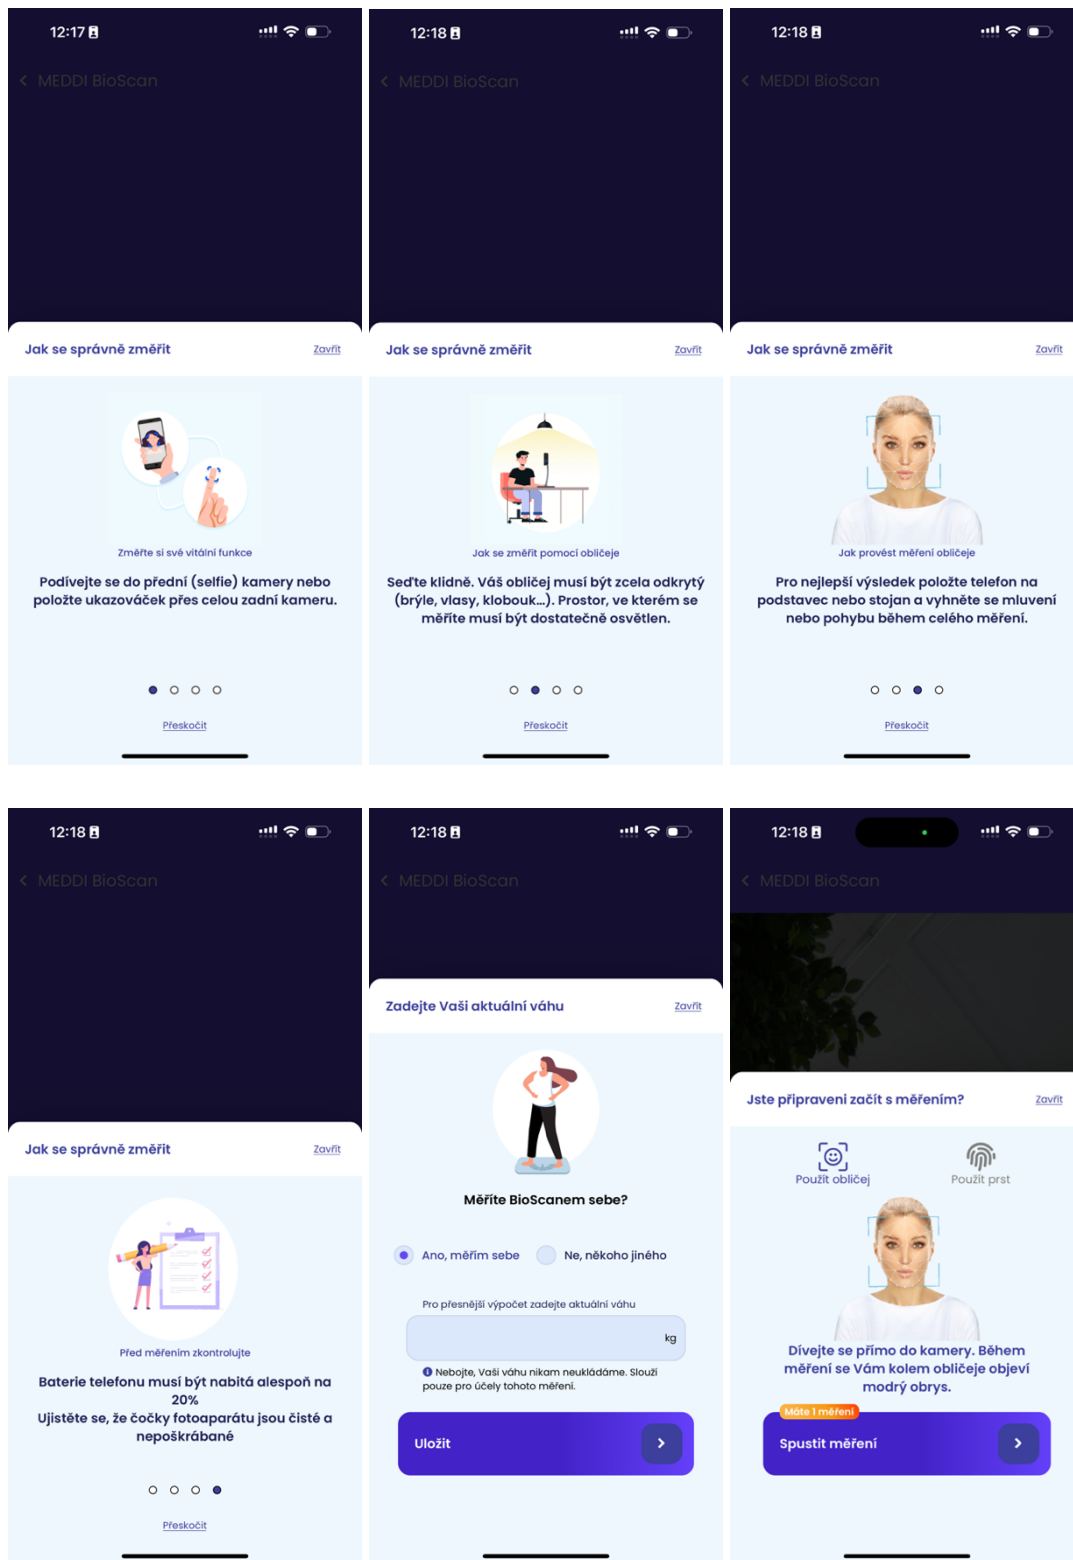 12:17
MEDDI BioScan
Jak se správně změřit
Zavřít
Změřte si své vitální funkce
Podívejte se do přední (selfie) kamery nebo
položte ukazováček přes celou zadní kameru.
Přeskočit
12:18
MEDDI BioScan
Jak se správně změřit
Zavřít
Jak se změřit pomocí obličeje
Seďte klidně. Váš obličej musí být zcela odkrytý
(brýle, vlasy, klobouk...). Prostor, ve kterém se
měříte musí být dostatečně osvětlen.
Přeskočit
12:18
MEDDI BioScan
Jak se správně změřit
Zavřít
Jak provést měření obličeje
Pro nejlepší výsledek položte telefon na
podstavec nebo stojan a vyhněte se mluvení
nebo pohybu během celého měření.
Přeskočit
12:18
MEDDI BioScan
Jak se správně změřit
Zavřít
Před měřením zkontrolujte
Baterie telefonu musí být nabitá alespoň na
20%
Ujistěte se, že čočky fotoaparátu jsou čisté a
nepoškrábané
Přeskočit
12:18
MEDDI BioScan
Zadejte Vaši aktuální váhu
Zavřít
Měříte BioScanem sebe?
Ano, měřím sebe
Ne, někoho jiného
Pro přesnější výpočet zadejte aktuální váhu
kg
Nebojte, Vaši váhu nikam neukládáme. Slouží
pouze pro účely tohoto měření.
Uložit
12:18
MEDDI BioScan
Jste připraveni začít s měřením?
Zavřít
Použít obličej
Použít prst
Dívejte se přímo do kamery. Během
měření se Vám kolem obličeje objeví
modrý obrys.
Máte 1 měření
Spustit měření